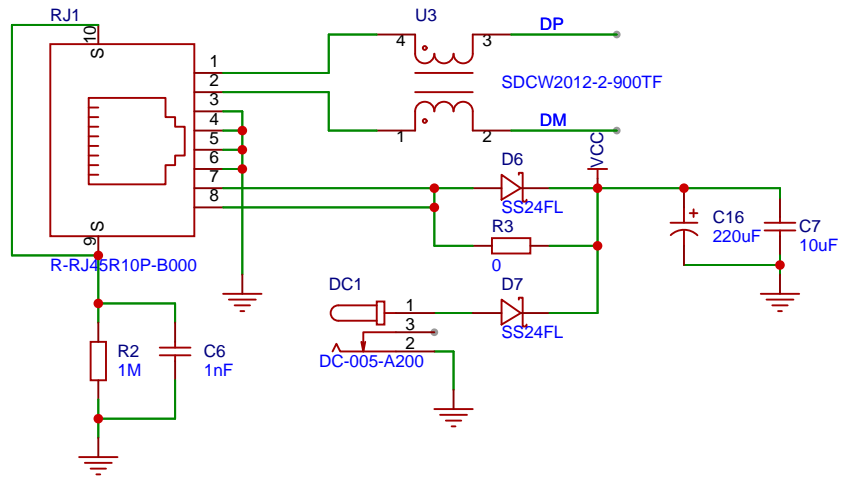 RJ1
10
S
1
2
3
4
5
6
7
8
S
9
R-RJ45R10P-B000
U3
4
3
DP
SDCW2012-2-900TF
1
2
DM
VCC
D6
SS24FL
R3
0
C16
220uF
+
C7
10uF
DC1
1
3
2
DC-005-A200
D7
SS24FL
R2
1M
C6
1nF